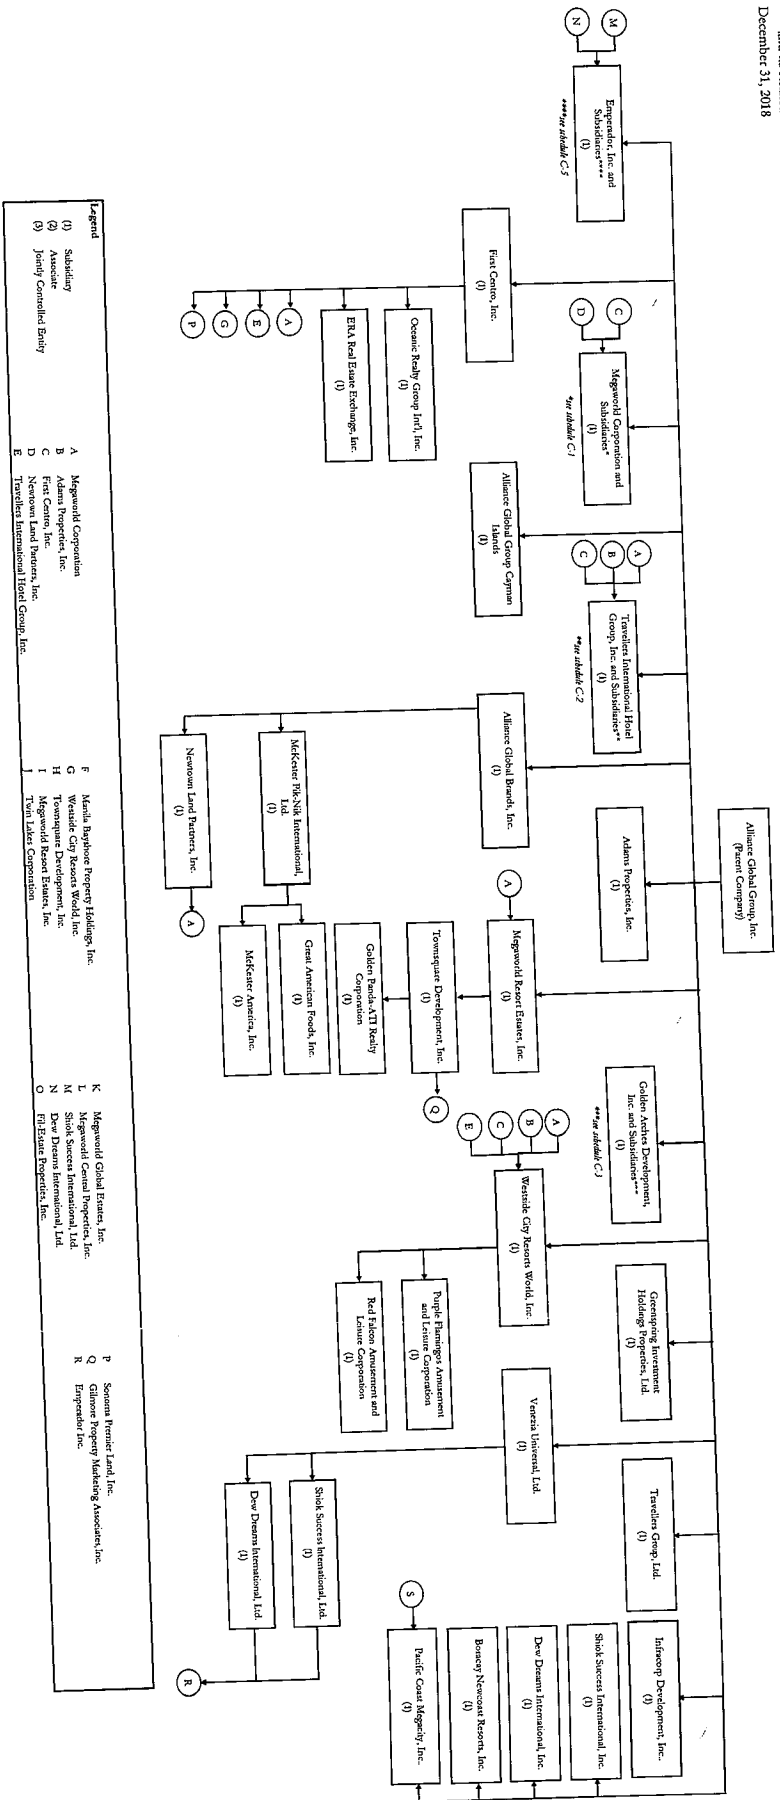 December 31, 2018
Alliance Global Group, Inc.
(Parent Company)
M
N
Emperador, Inc. and
Subsidiaries****
(1)
****see schedule C-5
C
D
Megaworld Corporation and
Subsidiaries*
(1)
*see schedule C-1
A
B
C
Travellers International Hotel
Group, Inc. and Subsidiaries**
(1)
**see schedule C-2
Adams Properties, Inc.
(1)
Golden Arches Development,
Inc. and Subsidiaries***
(1)
***see schedule C-3
Greenspring Investment
Holdings Properties, Ltd.
(1)
Travellers Group, Ltd.
(1)
Infracorp Development, Inc..
(1)
Shiok Success International, Inc.
(1)
Dew Dreams International, Inc.
(1)
Boracay Newcoast Resorts, Inc.
(1)
S
Pacific Coast Megacity, Inc..
(1)
First Centro, Inc.
(1)
Oceanic Realty Group Int'l, Inc.
(1)
ERA Real Estate Exchange, Inc.
(1)
A
E
G
P
Alliance Global Group Cayman
Islands
(1)
Alliance Global Brands, Inc.
(1)
McKester Pik-Nik International,
Ltd.
(1)
Great American Foods, Inc.
(1)
McKester America, Inc.
(1)
Newtown Land Partners, Inc.
(1)
A
A
Megaworld Resort Estates, Inc.
(1)
Townsquare Development, Inc.
(1)
Q
Golden Panda-ATI Realty
Corporation
(1)
A
B
C
E
Westside City Resorts World, Inc.
(1)
Purple Flamingos Amusement
and Leisure Corporation
(1)
Red Falcon Amusement and
Leisure Corporation
(1)
Venezia Universal, Ltd.
(1)
Shiok Success International, Ltd.
(1)
Dew Dreams International, Ltd.
(1)
R
Legend
(1) Subsidiary
(2) Associate
(3) Jointly Controlled Entity
A Megaworld Corporation
B Adams Properties, Inc.
C First Centro, Inc.
D Newtown Land Partners, Inc.
E Travellers International Hotel Group, Inc.
F Manila Bayshore Property Holdings, Inc.
G Westside City Resorts World, Inc.
H Townsquare Development, Inc.
I Megaworld Resort Estates, Inc.
J Twin Lakes Corporation
K Megaworld Global Estates, Inc.
L Megaworld Central Properties, Inc.
M Shiok Success International, Ltd.
N Dew Dreams International, Ltd.
O Fil-Estate Properties, Inc.
P Sonoma Premier Land, Inc.
Q Gilmore Property Marketing Associates, Inc.
R Emperador Inc.